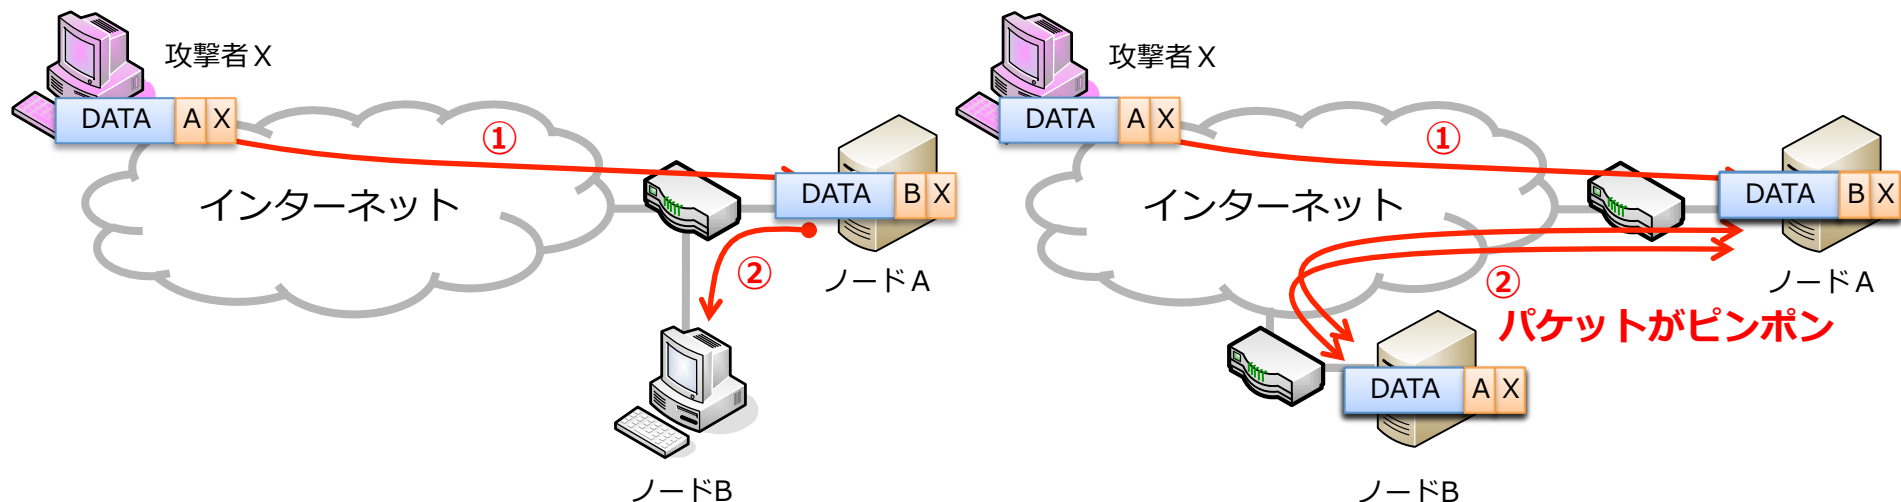 攻撃者X
DATA A X
①
インターネット
DATA B X
②
ノードA
ノードB
攻撃者X
DATA A X
①
インターネット
DATA B X
ノードA
②
パケットがピンポン
DATA A X
ノードB